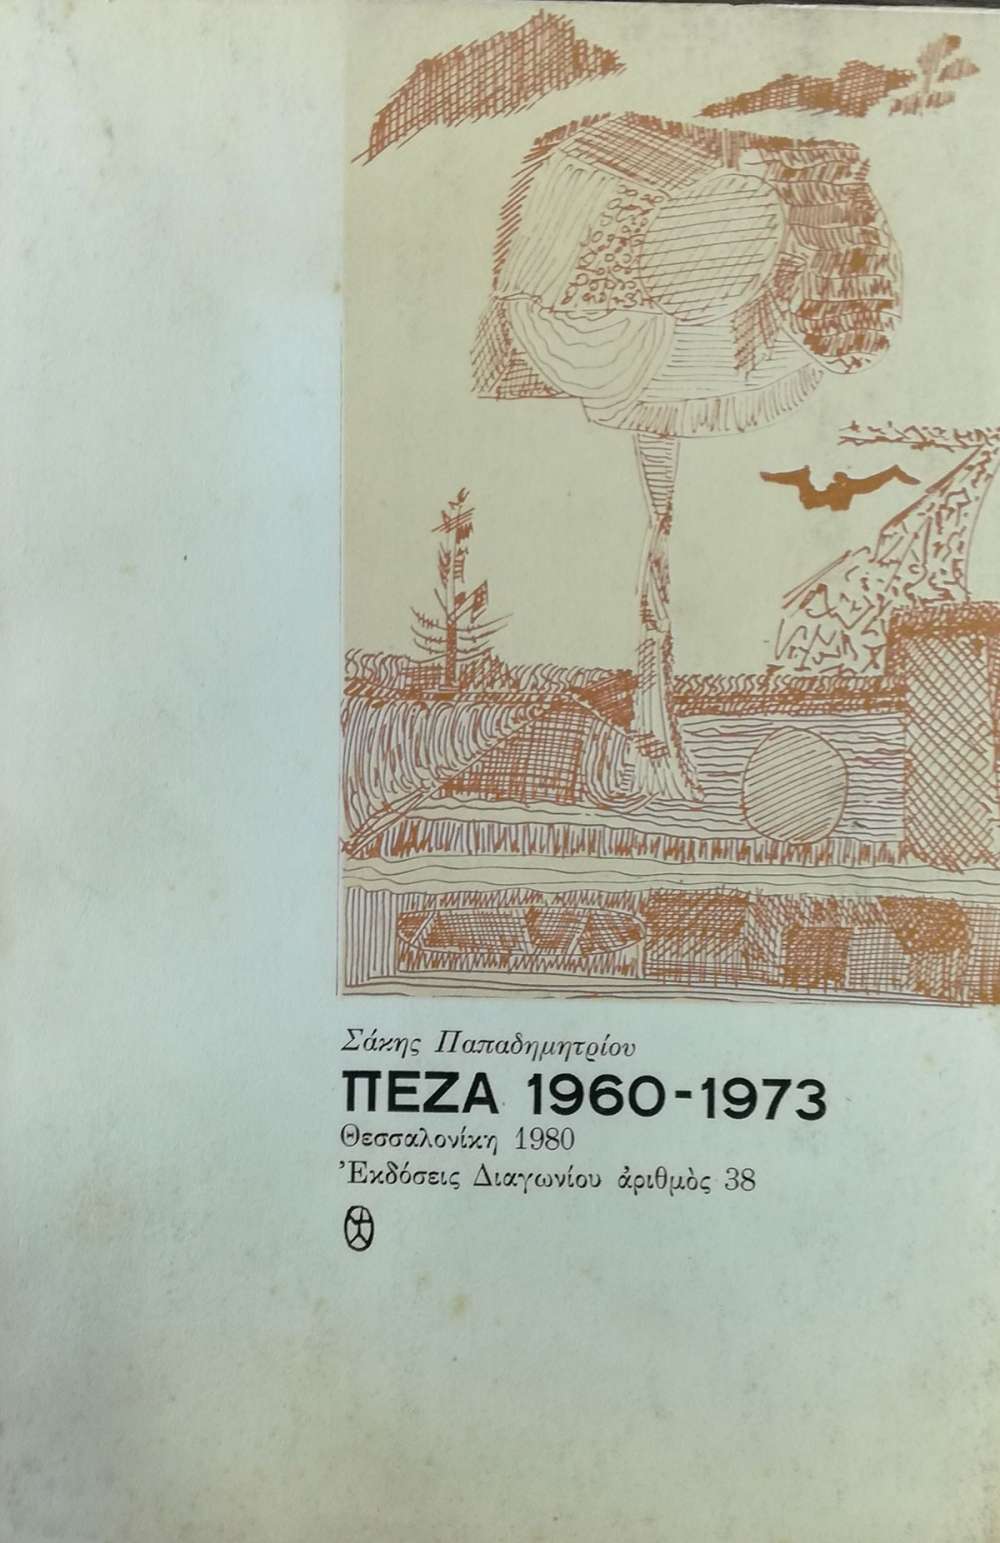 Σάκης Παπαδημητρίου
ΠΕΖΑ 1960-1973
Θεσσαλονίκη 1980
Ἐκδόσεις Διαγωνίου ἀριθμὸς 38